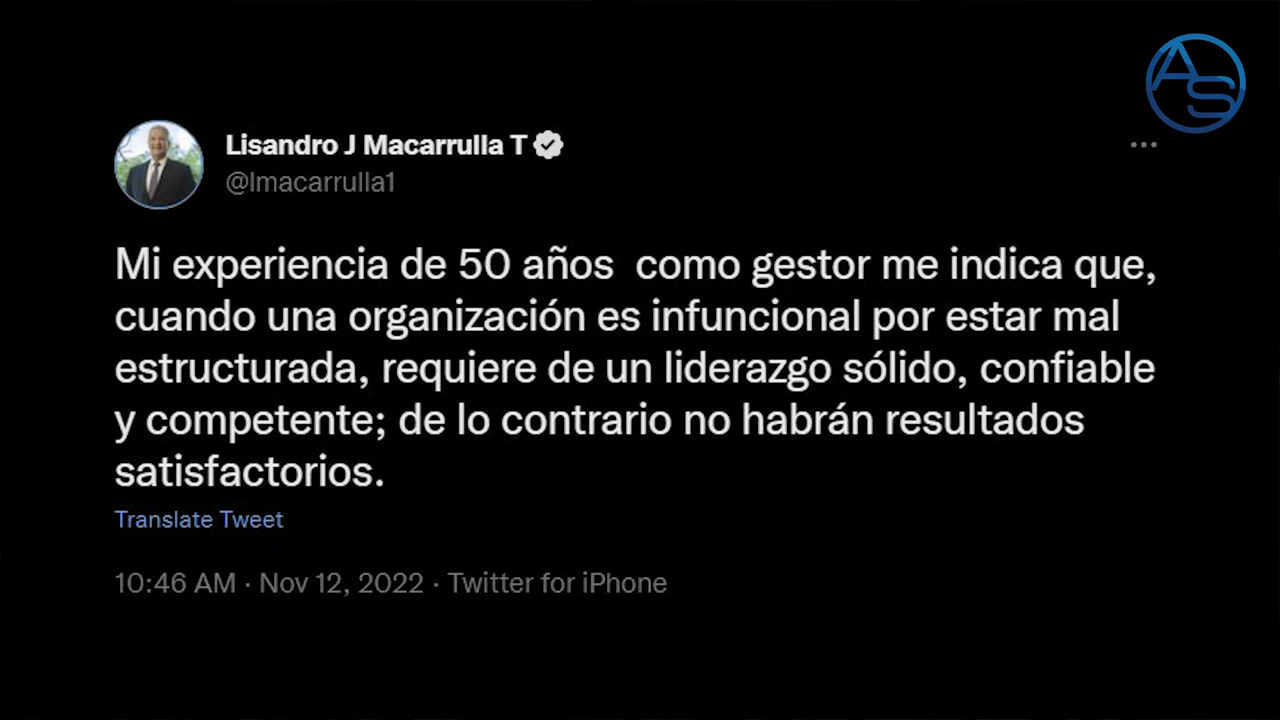 AS
Lisandro J Macarrulla T
@lmacarrulla1
Mi experiencia de 50 años  como gestor me indica que,
cuando una organización es infuncional por estar mal
estructurada, requiere de un liderazgo sólido, confiable
y competente; de lo contrario no habrán resultados
satisfactorios.
Translate Tweet
10:46 AM · Nov 12, 2022 · Twitter for iPhone